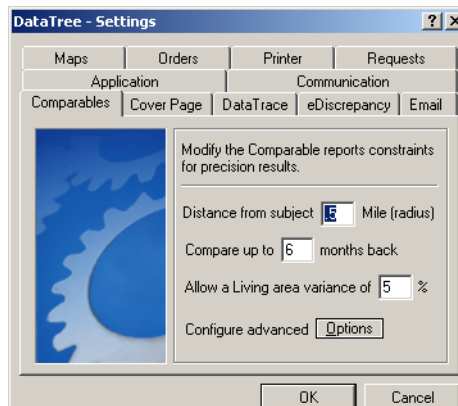 DataTree - Settings
Maps Orders Printer Requests
Application Communication
Comparables Cover Page DataTrace eDiscrepancy Email
Modify the Comparable reports constraints
for precision results.
Distance from subject .5 Mile (radius)
Compare up to 6 months back
Allow a Living area variance of 5 %
Configure advanced Options
OK Cancel